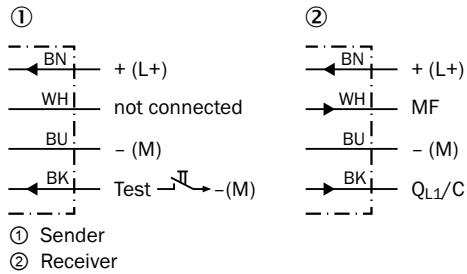 ① ②
BN + (L+) BN + (L+)
WH not connected WH MF
BU – (M) BU – (M)
BK Test –(M) BK QL1/C
① Sender
② Receiver